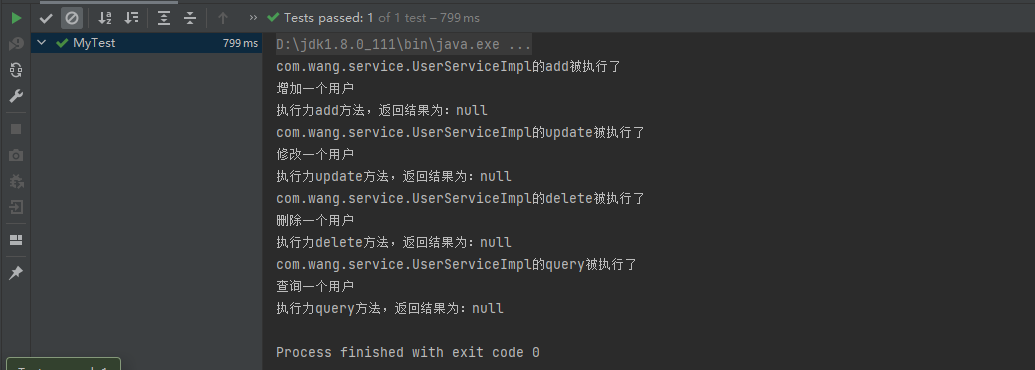 Tests passed: 1 of 1 test – 799 ms
MyTest 799 ms
D:\jdk1.8.0_111\bin\java.exe ...
com.wang.service.UserServiceImpl的add被执行了
增加一个用户
执行力add方法，返回结果为：null
com.wang.service.UserServiceImpl的update被执行了
修改一个用户
执行力update方法，返回结果为：null
com.wang.service.UserServiceImpl的delete被执行了
删除一个用户
执行力delete方法，返回结果为：null
com.wang.service.UserServiceImpl的query被执行了
查询一个用户
执行力query方法，返回结果为：null
Process finished with exit code 0